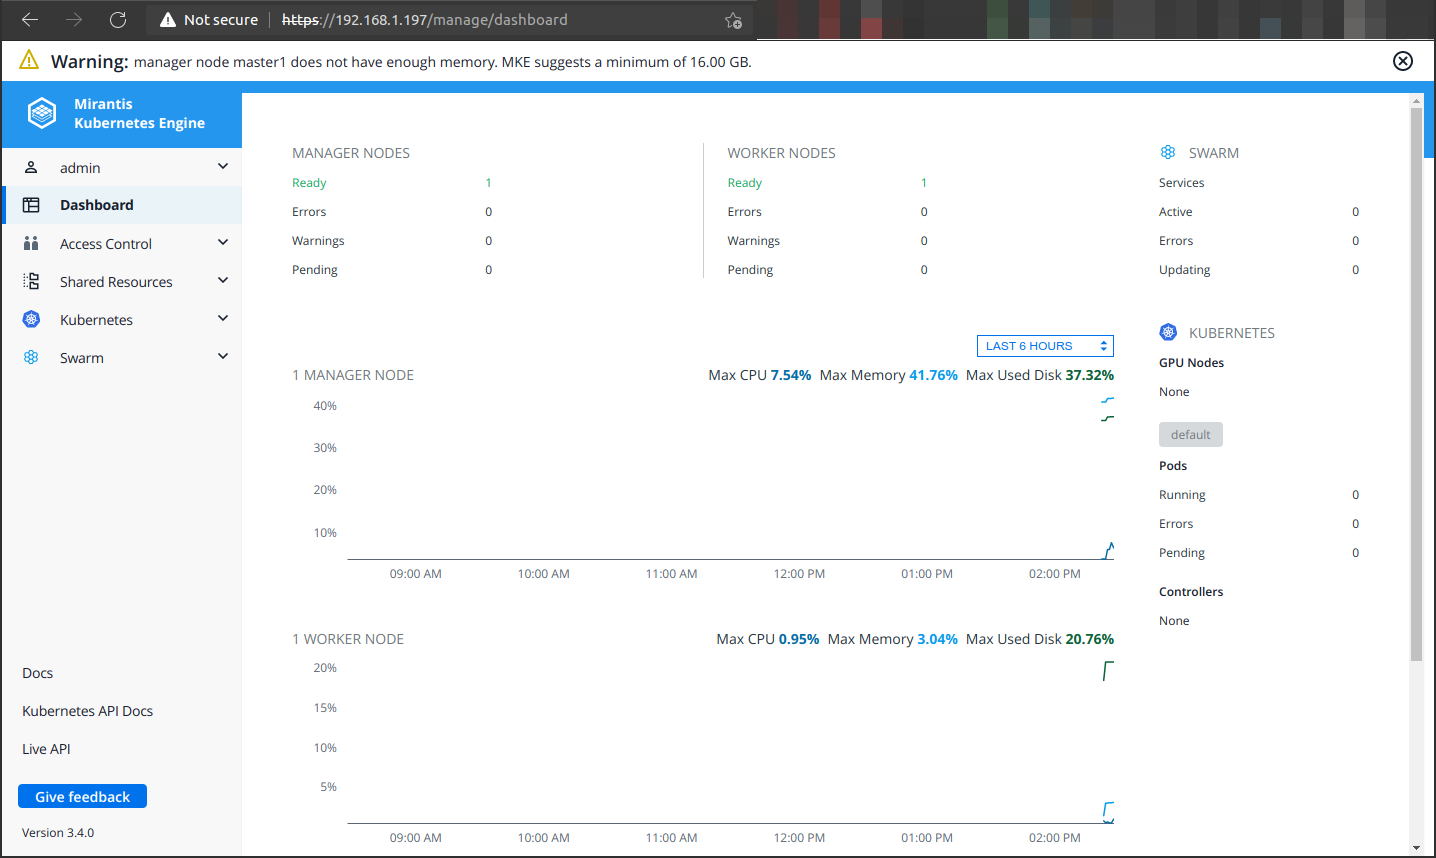 Not secure https://192.168.1.197/manage/dashboard
Warning: manager node master1 does not have enough memory. MKE suggests a minimum of 16.00 GB.
Mirantis
Kubernetes Engine
admin
Dashboard
Access Control
Shared Resources
Kubernetes
Swarm
Docs
Kubernetes API Docs
Live API
Give feedback
Version 3.4.0
MANAGER NODES
Ready 1
Errors 0
Warnings 0
Pending 0
WORKER NODES
Ready 1
Errors 0
Warnings 0
Pending 0
LAST 6 HOURS
1 MANAGER NODE Max CPU 7.54% Max Memory 41.76% Max Used Disk 37.32%
40%
30%
20%
10%
09:00 AM 10:00 AM 11:00 AM 12:00 PM 01:00 PM 02:00 PM
1 WORKER NODE Max CPU 0.95% Max Memory 3.04% Max Used Disk 20.76%
20%
15%
10%
5%
09:00 AM 10:00 AM 11:00 AM 12:00 PM 01:00 PM 02:00 PM
SWARM
Services
Active 0
Errors 0
Updating 0
KUBERNETES
GPU Nodes
None
default
Pods
Running 0
Errors 0
Pending 0
Controllers
None